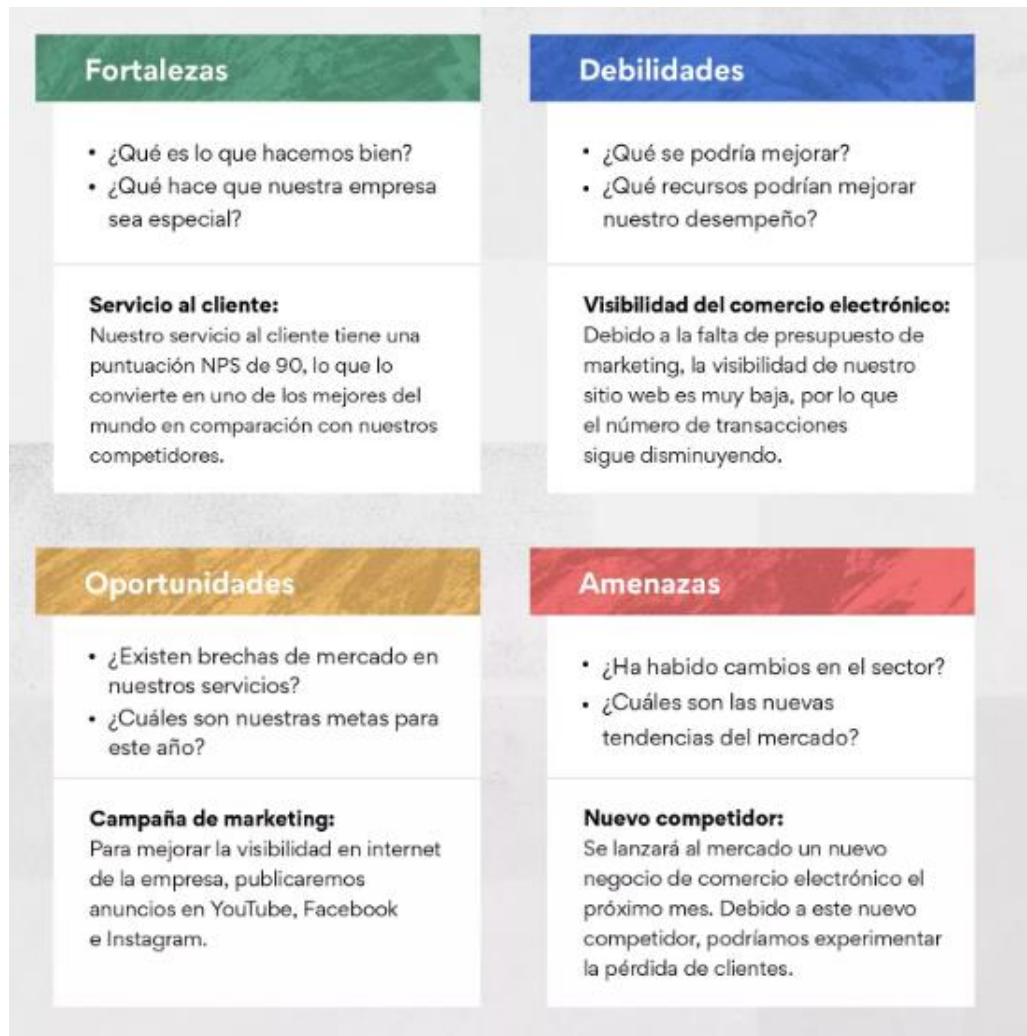 Fortalezas
• ¿Qué es lo que hacemos bien?
• ¿Qué hace que nuestra empresa
sea especial?
Servicio al cliente:
Nuestro servicio al cliente tiene una
puntuación NPS de 90, lo que lo
convierte en uno de los mejores del
mundo en comparación con nuestros
competidores.
Debilidades
• ¿Qué se podría mejorar?
• ¿Qué recursos podrían mejorar
nuestro desempeño?
Visibilidad del comercio electrónico:
Debido a la falta de presupuesto de
marketing, la visibilidad de nuestro
sitio web es muy baja, por lo que
el número de transacciones
sigue disminuyendo.
Oportunidades
• ¿Existen brechas de mercado en
nuestros servicios?
• ¿Cuáles son nuestras metas para
este año?
Campaña de marketing:
Para mejorar la visibilidad en internet
de la empresa, publicaremos
anuncios en YouTube, Facebook
e Instagram.
Amenazas
• ¿Ha habido cambios en el sector?
• ¿Cuáles son las nuevas
tendencias del mercado?
Nuevo competidor:
Se lanzará al mercado un nuevo
negocio de comercio electrónico el
próximo mes. Debido a este nuevo
competidor, podríamos experimentar
la pérdida de clientes.